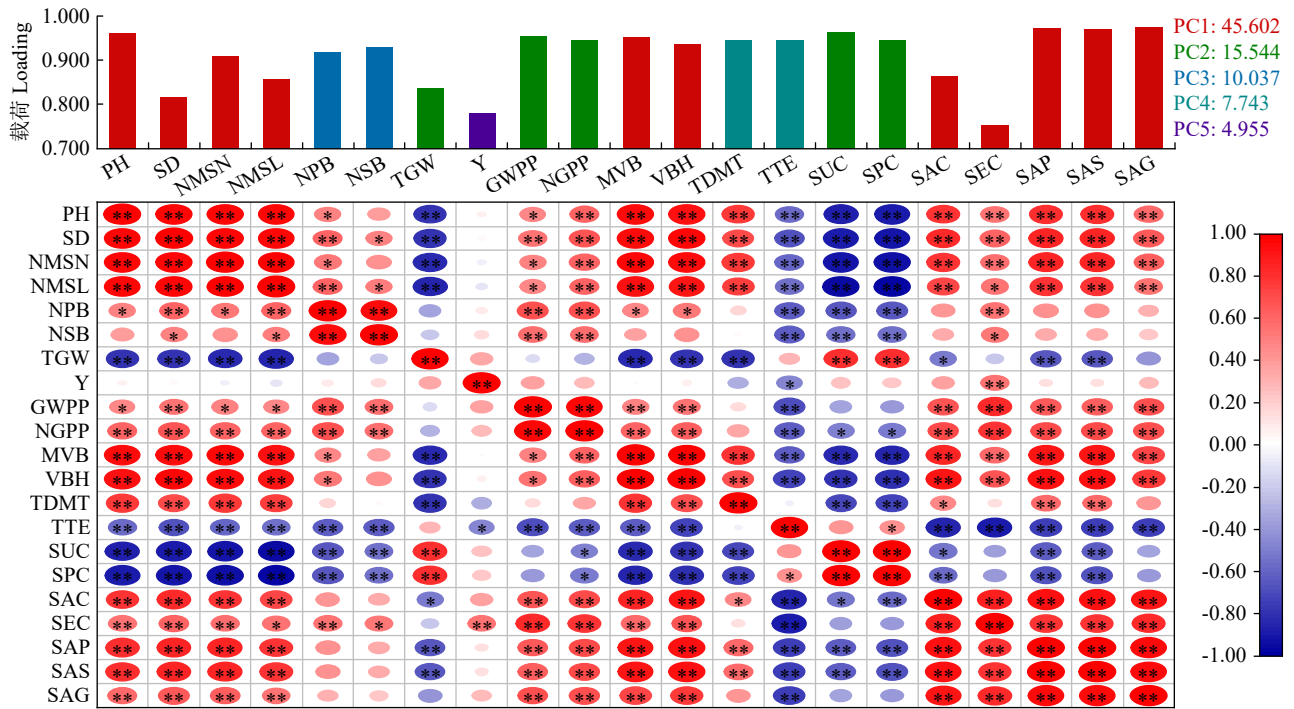 载荷 Loading
1.000
0.900
0.800
0.700
PC1: 45.602
PC2: 15.544
PC3: 10.037
PC4: 7.743
PC5: 4.955
PH SD NMSN NMSL NPB NSB TGW Y GWPP NGPP MVB VBH TDMT TTE SUC SPC SAC SEC SAP SAS SAG
PH
SD
NMSN
NMSL
NPB
NSB
TGW
Y
GWPP
NGPP
MVB
VBH
TDMT
TTE
SUC
SPC
SAC
SEC
SAP
SAS
SAG
1.00
0.80
0.60
0.40
0.20
0.00
-0.20
-0.40
-0.60
-0.80
-1.00